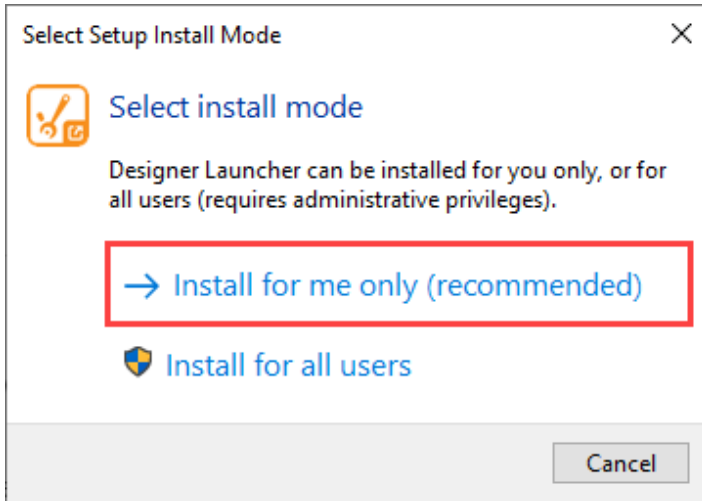 Select Setup Install Mode
Select install mode
Designer Launcher can be installed for you only, or for
all users (requires administrative privileges).
Install for me only (recommended)
Install for all users
Cancel